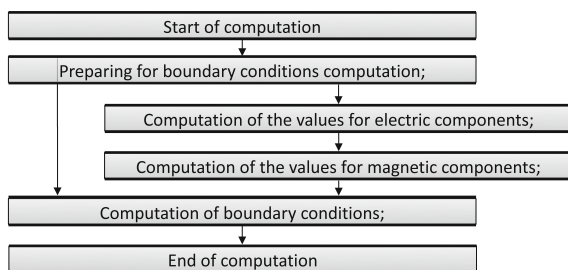 Start of computation
Preparing for boundary conditions computation;
Computation of the values for electric components;
Computation of the values for magnetic components;
Computation of boundary conditions;
End of computation